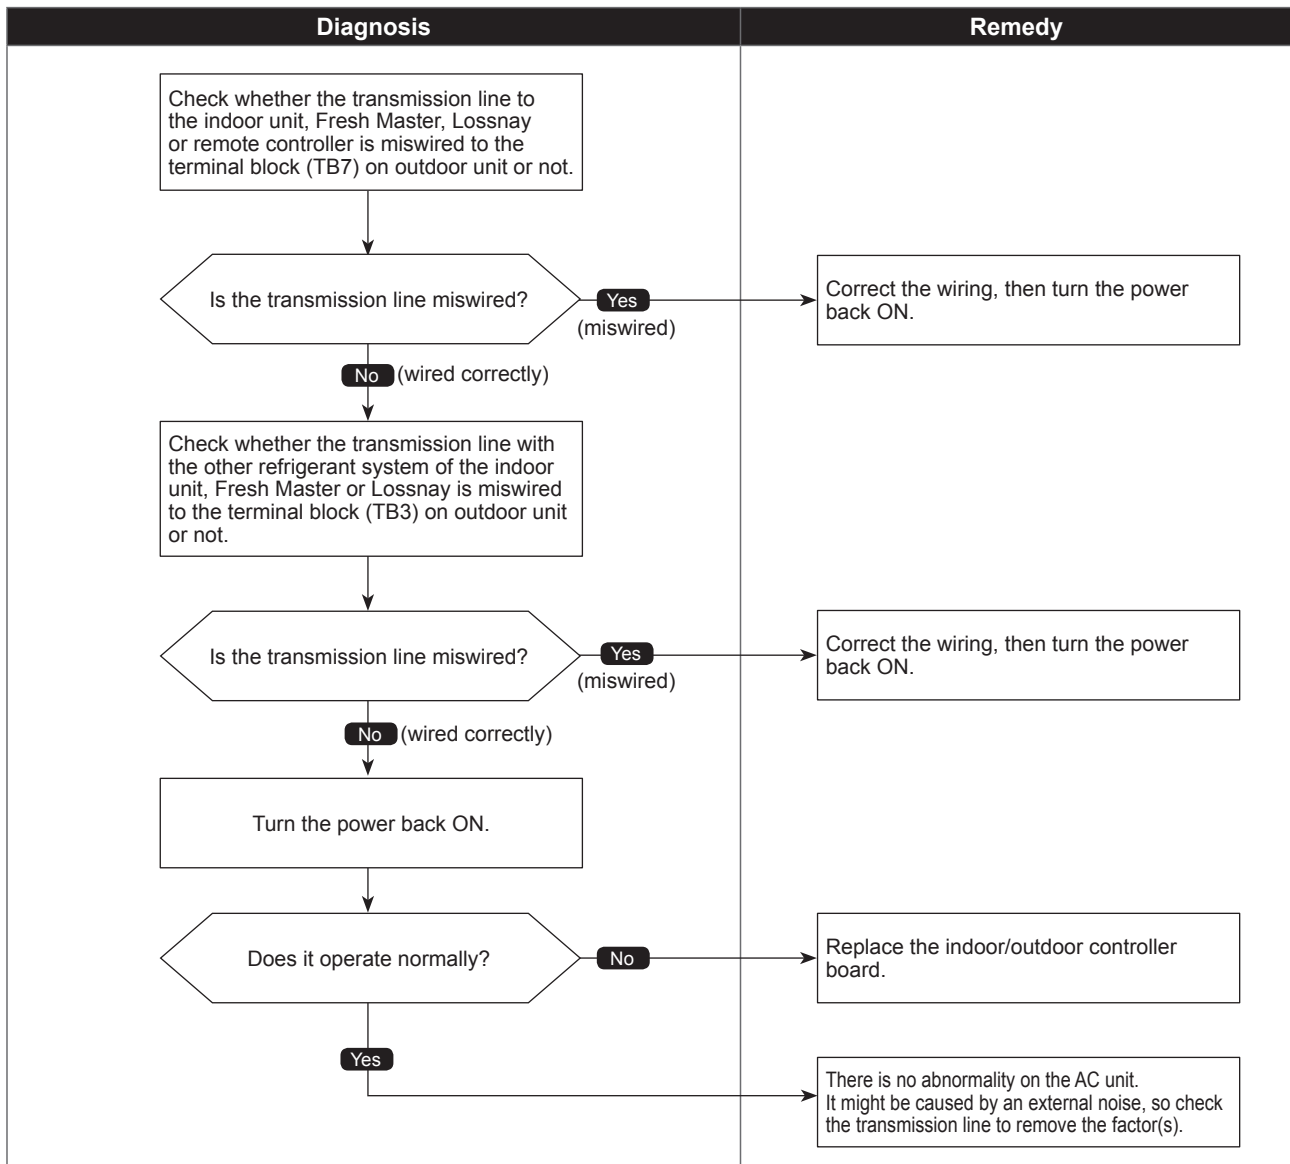 Diagnosis
Remedy
Check whether the transmission line to
the indoor unit, Fresh Master, Lossnay
or remote controller is miswired to the
terminal block (TB7) on outdoor unit or not.
Is the transmission line miswired?
Yes
(miswired)
Correct the wiring, then turn the power
back ON.
No (wired correctly)
Check whether the transmission line with
the other refrigerant system of the indoor
unit, Fresh Master or Lossnay is miswired
to the terminal block (TB3) on outdoor unit
or not.
Is the transmission line miswired?
Yes
(miswired)
Correct the wiring, then turn the power
back ON.
No (wired correctly)
Turn the power back ON.
Does it operate normally?
No
Replace the indoor/outdoor controller
board.
Yes
There is no abnormality on the AC unit.
It might be caused by an external noise, so check
the transmission line to remove the factor(s).